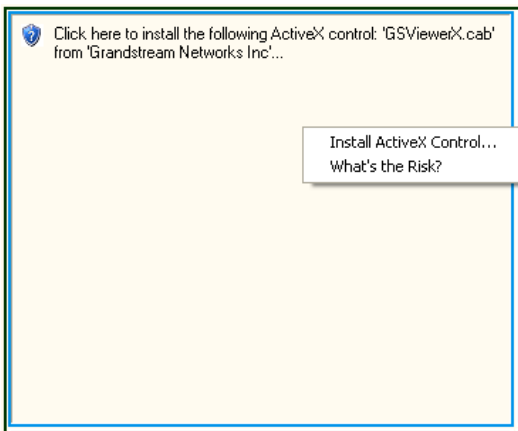 Click here to install the following ActiveX control: 'GSViewerX.cab'
from 'Grandstream Networks Inc'...
Install ActiveX Control...
What's the Risk?